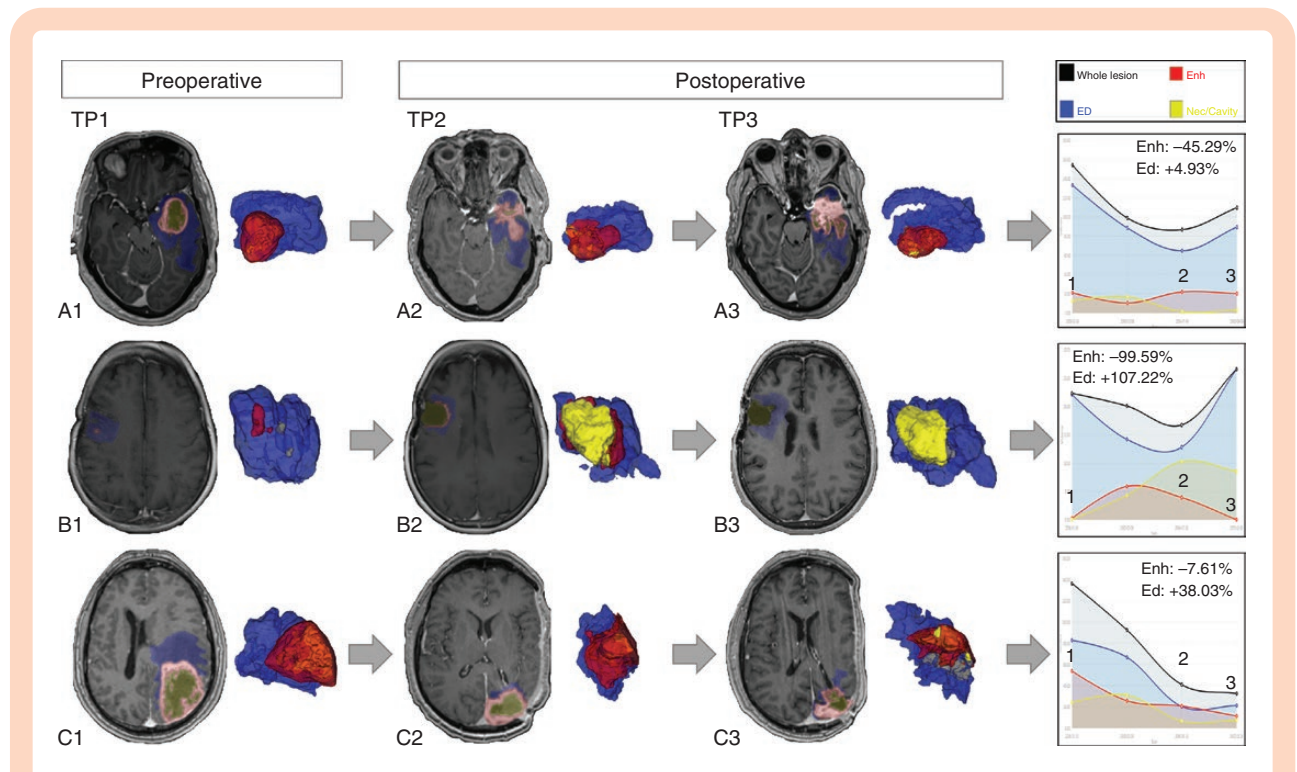 Preoperative
Postoperative
Whole lesion
Enh
ED
Nec/Cavity
TP1
TP2
TP3
Enh: –45.29%
Ed: +4.93%
1
2
3
A1
A2
A3
Enh: –99.59%
Ed: +107.22%
1
2
3
B1
B2
B3
Enh: –7.61%
Ed: +38.03%
1
2
3
C1
C2
C3